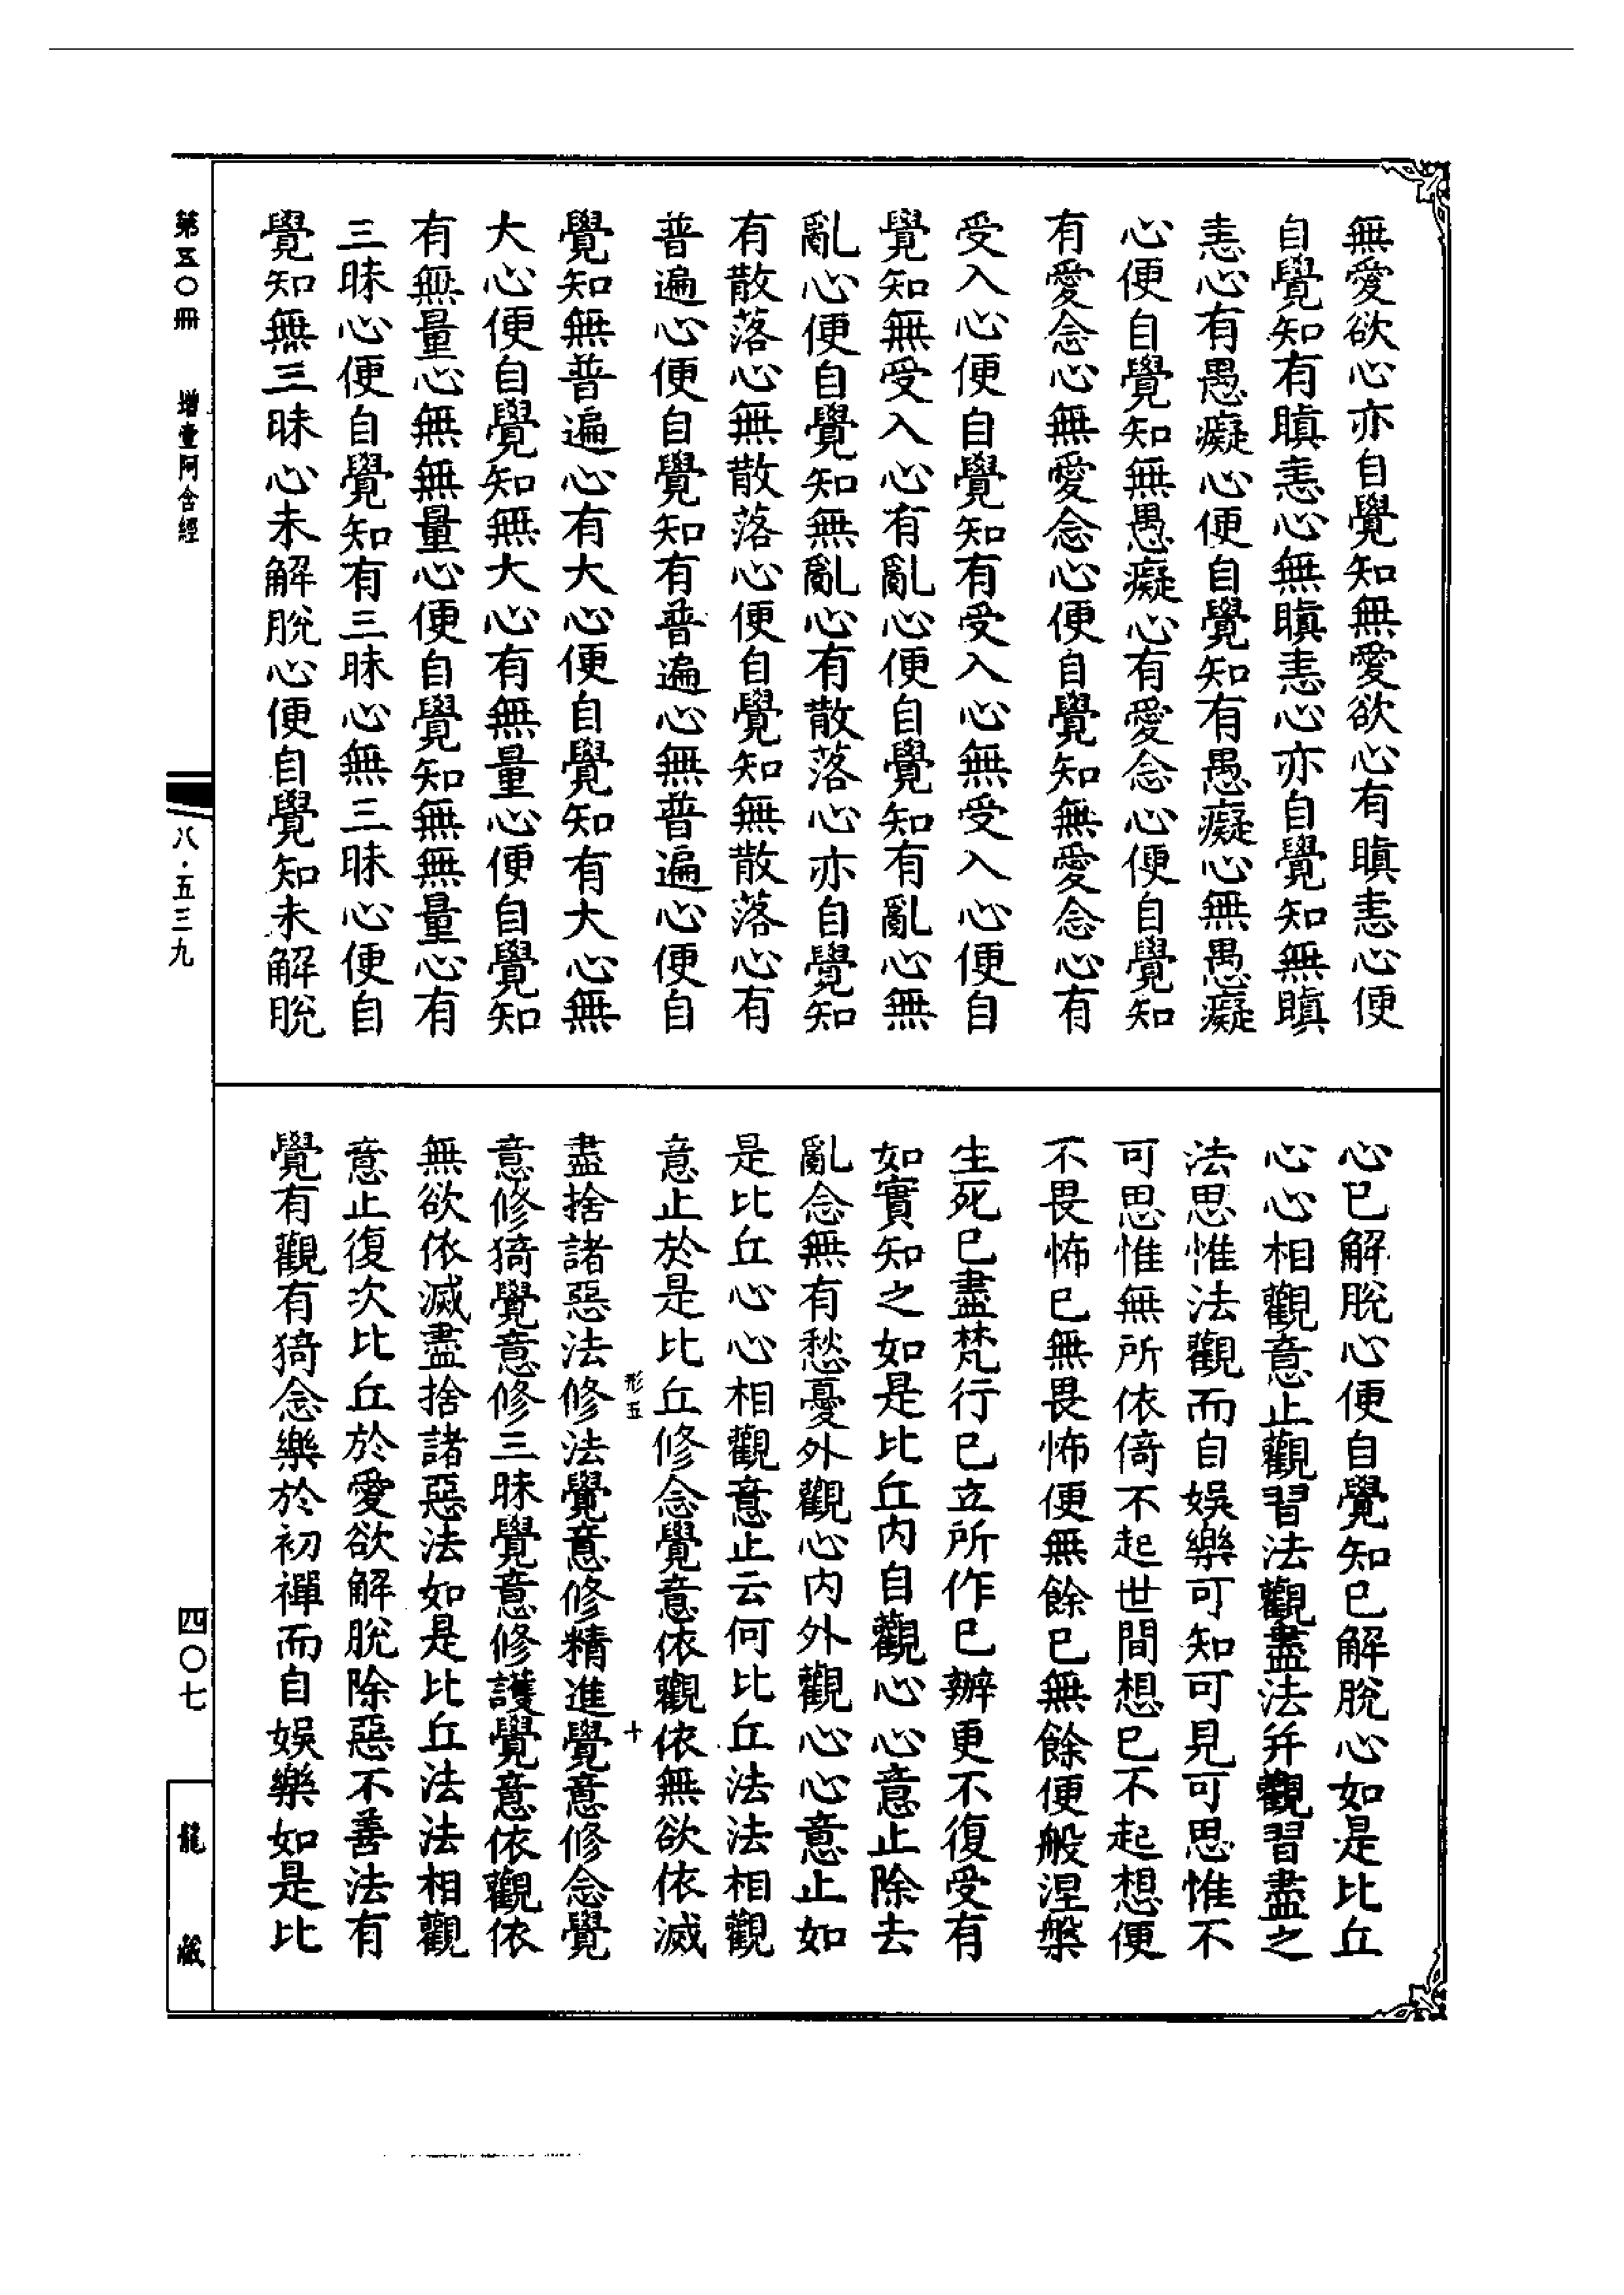 無愛欲心亦自覺知無愛欲心有瞋恚心便
自覺知有瞋恚心無瞋恚心亦自覺知無瞋
恚心有愚癡心便自覺知有愚癡心無愚癡
心便自覺知無愚癡心有愛念心便自覺知
有愛念心無愛念心便自覺知無愛念心有
受入心便自覺知有受入心無受入心便自
覺知無受入心有亂心便自覺知有亂心無
亂心便自覺知無亂心有散落心亦自覺知
有散落心無散落心便自覺知無散落心有
普遍心便自覺知有普遍心無普遍心便自
覺知無普遍心有大心便自覺知有大心無
大心便自覺知無大心有無量心便自覺知
有無量心無無量心便自覺知無無量心有
三昧心便自覺知有三昧心無三昧心便自
覺知無三昧心未解脫心便自覺知未解脫
心已解脫心便自覺知已解脫心如是比丘
心心相觀意止觀習法觀盡法并觀習盡之
法思惟法觀而自娛樂可知可見可思惟不
可思惟無所依倚不起世間想已不起想便
不畏怖已無畏怖便無餘已無餘便般涅槃
生死已盡梵行已立所作已辦更不復受有
如實知之如是比丘內自觀心心意止除去
亂念無有愁憂外觀心內外觀心心意止如
是比丘心心相觀意止云何比丘法法相觀
意止於是比丘修念覺意依觀依無欲依滅
形五
十
盡捨諸惡法修法覺意修精進覺意修念覺
意修猗覺意修三昧覺意修護覺意依觀依
無欲依滅盡捨諸惡法如是比丘法法相觀
意止復次比丘於愛欲解脫除惡不善法有
覺有觀有猗念樂於初禪而自娛樂如是比
第五〇冊
增壹阿含經
八·五三九
四〇七
龍藏